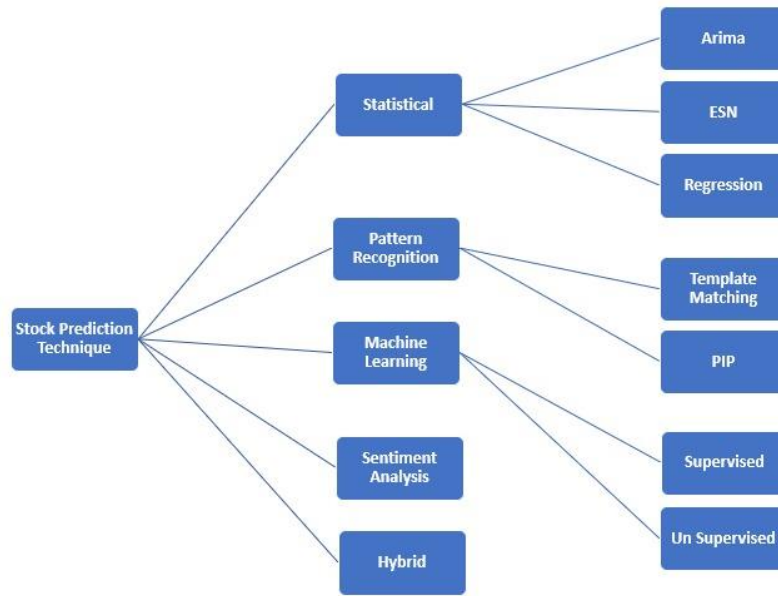 Stock Prediction
Technique
Statistical
Pattern
Recognition
Machine
Learning
Sentiment
Analysis
Hybrid
Arima
ESN
Regression
Template
Matching
PIP
Supervised
Un Supervised